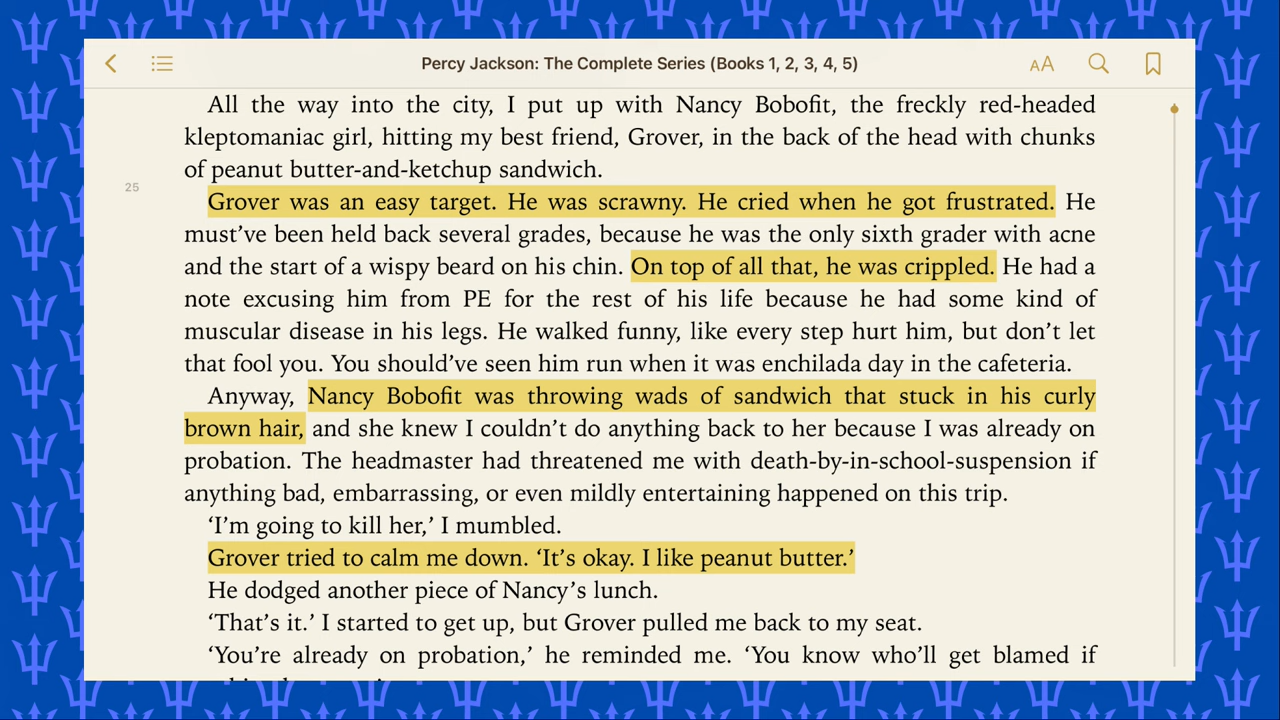 Percy Jackson: The Complete Series (Books 1, 2, 3, 4, 5)
AA
All the way into the city, I put up with Nancy Bobofit, the freckly red-headed
kleptomaniac girl, hitting my best friend, Grover, in the back of the head with chunks
of peanut butter-and-ketchup sandwich.
25
Grover was an easy target. He was scrawny. He cried when he got frustrated. He
must’ve been held back several grades, because he was the only sixth grader with acne
and the start of a wispy beard on his chin. On top of all that, he was crippled. He had a
note excusing him from PE for the rest of his life because he had some kind of
muscular disease in his legs. He walked funny, like every step hurt him, but don’t let
that fool you. You should’ve seen him run when it was enchilada day in the cafeteria.
Anyway, Nancy Bobofit was throwing wads of sandwich that stuck in his curly
brown hair, and she knew I couldn’t do anything back to her because I was already on
probation. The headmaster had threatened me with death-by-in-school-suspension if
anything bad, embarrassing, or even mildly entertaining happened on this trip.
‘I’m going to kill her,’ I mumbled.
Grover tried to calm me down. ‘It’s okay. I like peanut butter.’
He dodged another piece of Nancy’s lunch.
‘That’s it.’ I started to get up, but Grover pulled me back to my seat.
‘You’re already on probation,’ he reminded me. ‘You know who’ll get blamed if